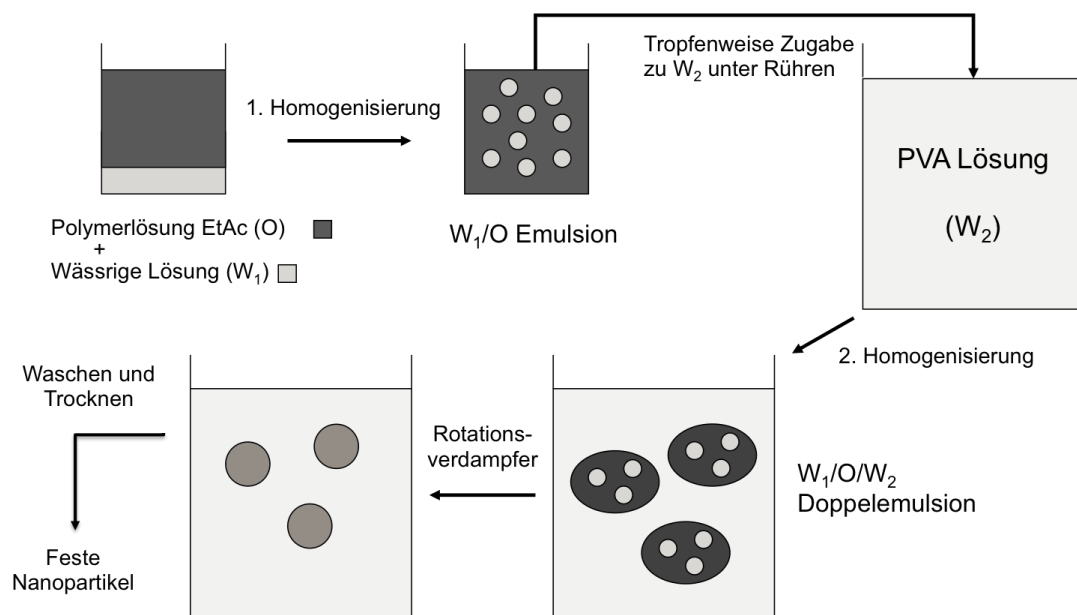 Tropfenweise Zugabe
zu W₂ unter Rühren
1. Homogenisierung
PVA Lösung
(W₂)
Polymerlösung EtAc (O)
+
Wässrige Lösung (W₁)
W₁/O Emulsion
2. Homogenisierung
Waschen und
Trocknen
Rotations-
verdampfer
W₁/O/W₂
Doppelemulsion
Feste
Nanopartikel